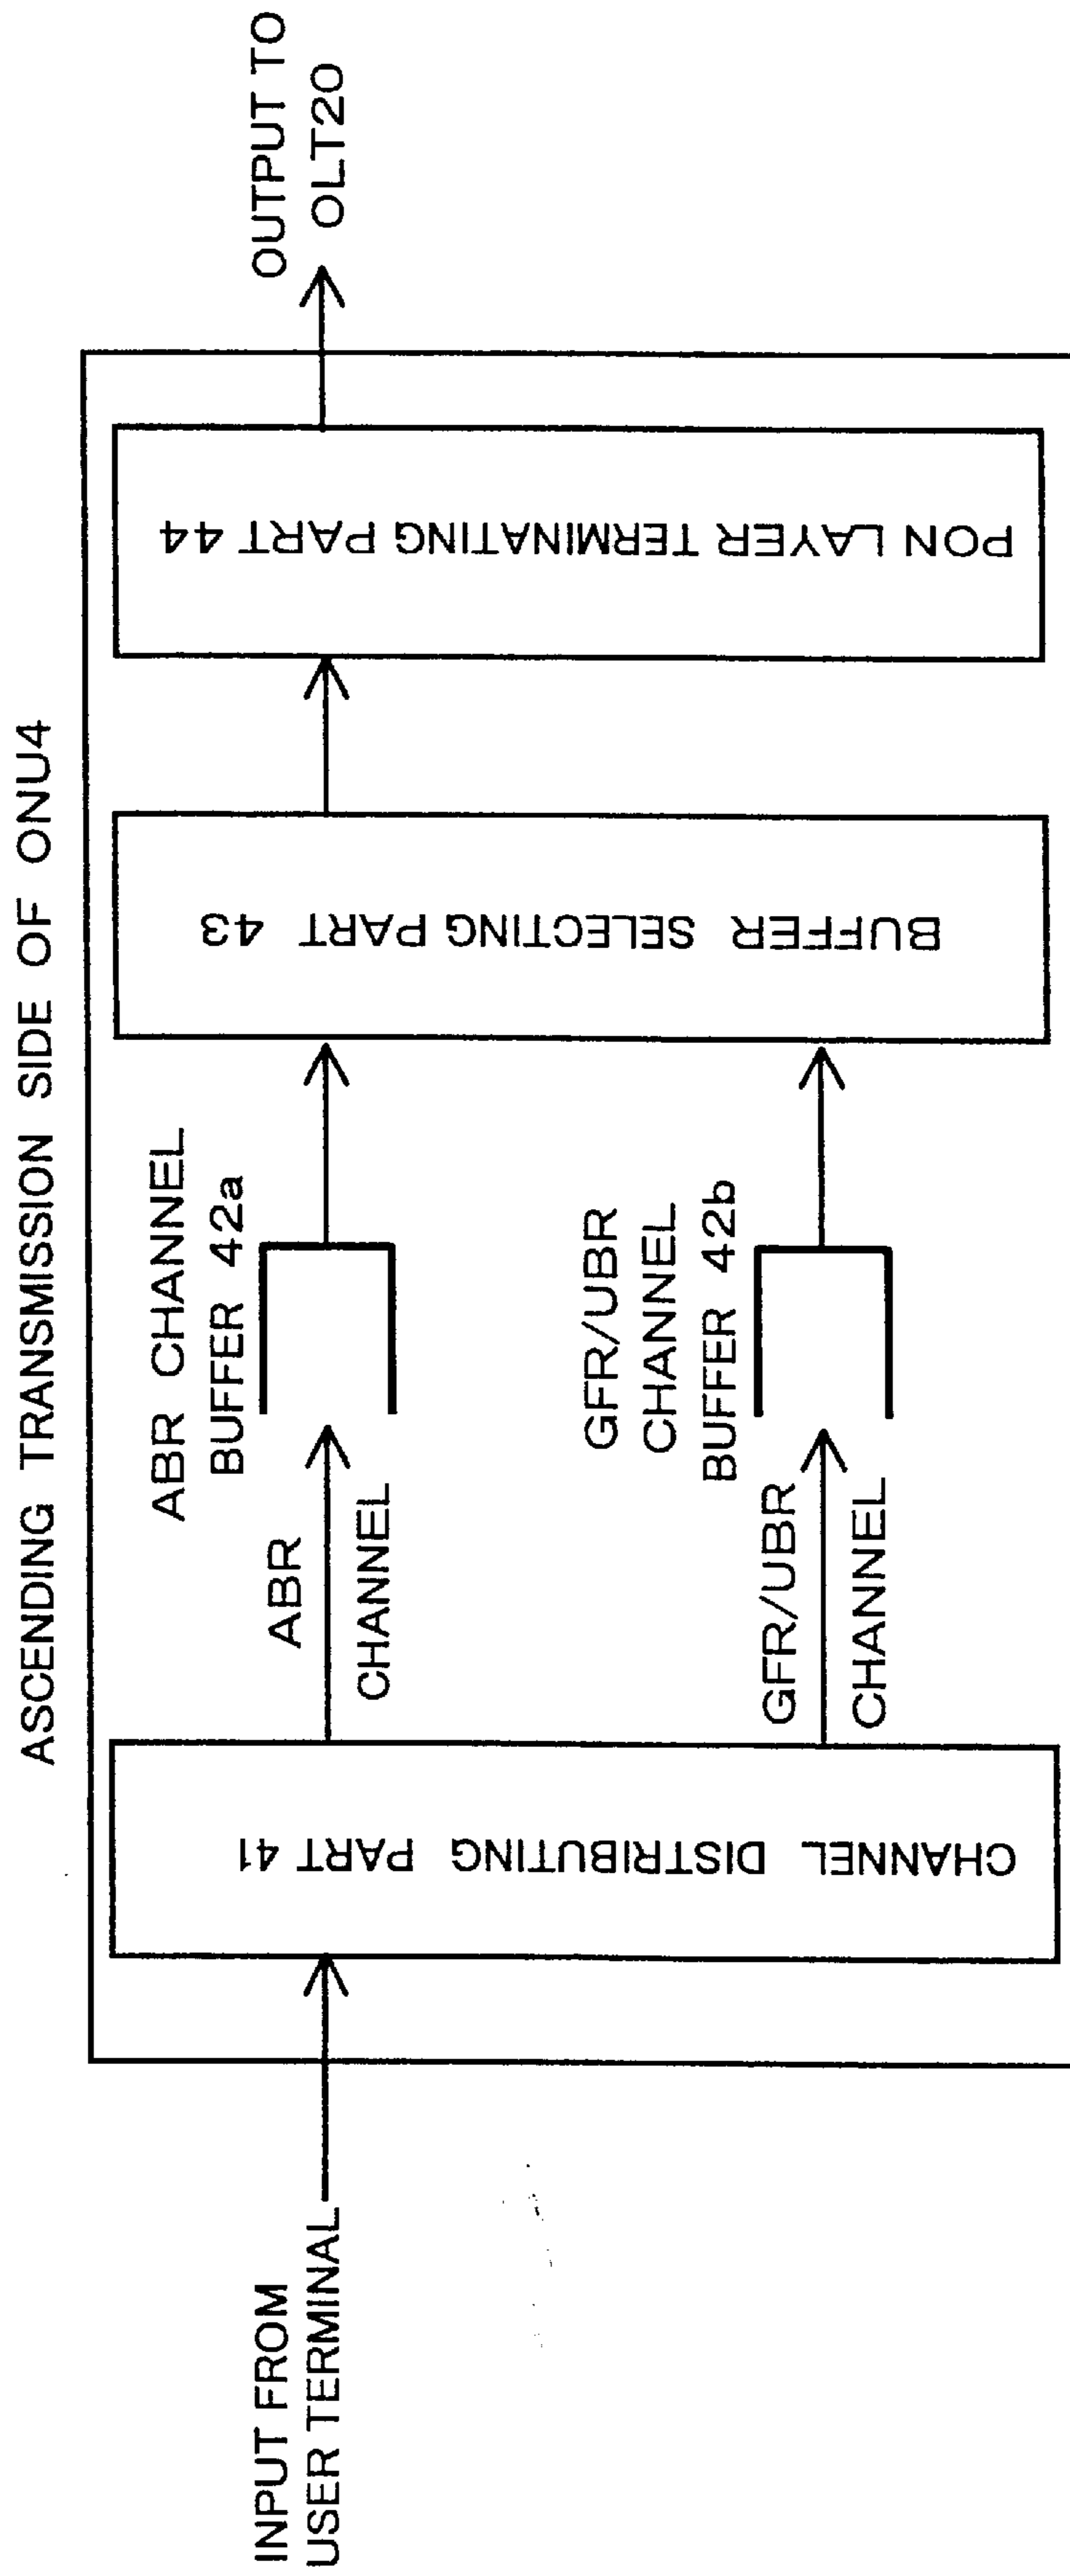 ASCENDING TRANSMISSION SIDE OF ONU4
INPUT FROM
USER TERMINAL
CHANNEL DISTRIBUTING PART 41
ABR
CHANNEL
GFR/UBR
CHANNEL
ABR CHANNEL
BUFFER 42a
GFR/UBR
CHANNEL
BUFFER 42b
BUFFER SELECTING PART 43
PON LAYER TERMINATING PART 44
OUTPUT TO
OLT20